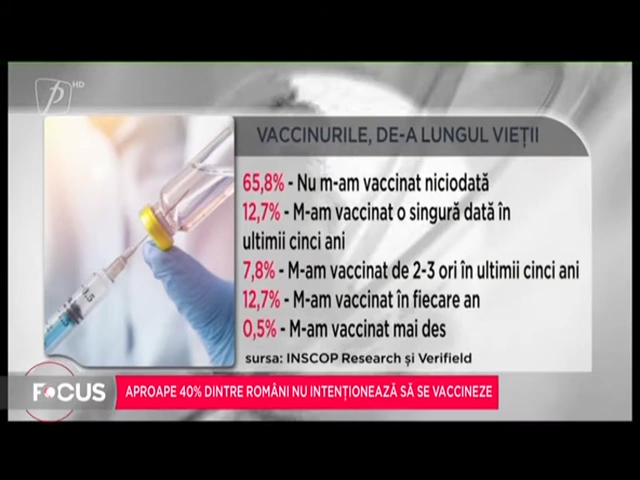 HD
VACCINURILE, DE-A LUNGUL VIEȚII
65,8% - Nu m-am vaccinat niciodată
12,7% - M-am vaccinat o singură dată în
ultimii cinci ani
7,8% - M-am vaccinat de 2-3 ori în ultimii cinci ani
12,7% - M-am vaccinat în fiecare an
0,5% - M-am vaccinat mai des
sursa: INSCOP Research și Verifield
FOCUS
APROAPE 40% DINTRE ROMÂNI NU INTENȚIONEAZĂ SĂ SE VACCINEZE